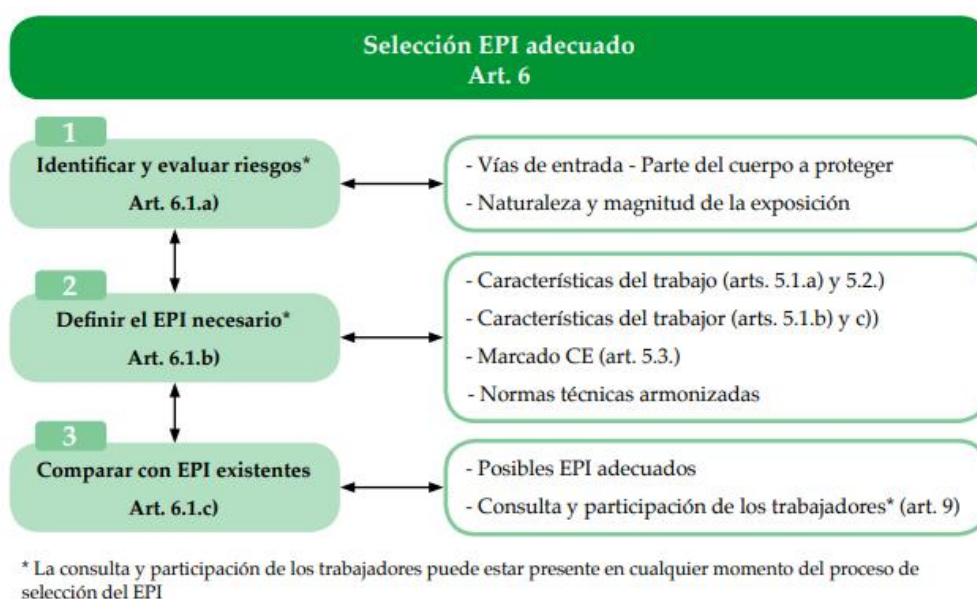 Selección EPI adecuado
Art. 6
1
Identificar y evaluar riesgos*
Art. 6.1.a)
- Vías de entrada - Parte del cuerpo a proteger
- Naturaleza y magnitud de la exposición
2
Definir el EPI necesario*
Art. 6.1.b)
- Características del trabajo (arts. 5.1.a) y 5.2.)
- Características del trabajor (arts. 5.1.b) y c))
- Marcado CE (art. 5.3.)
- Normas técnicas armonizadas
3
Comparar con EPI existentes
Art. 6.1.c)
- Posibles EPI adecuados
- Consulta y participación de los trabajadores* (art. 9)
* La consulta y participación de los trabajadores puede estar presente en cualquier momento del proceso de
selección del EPI